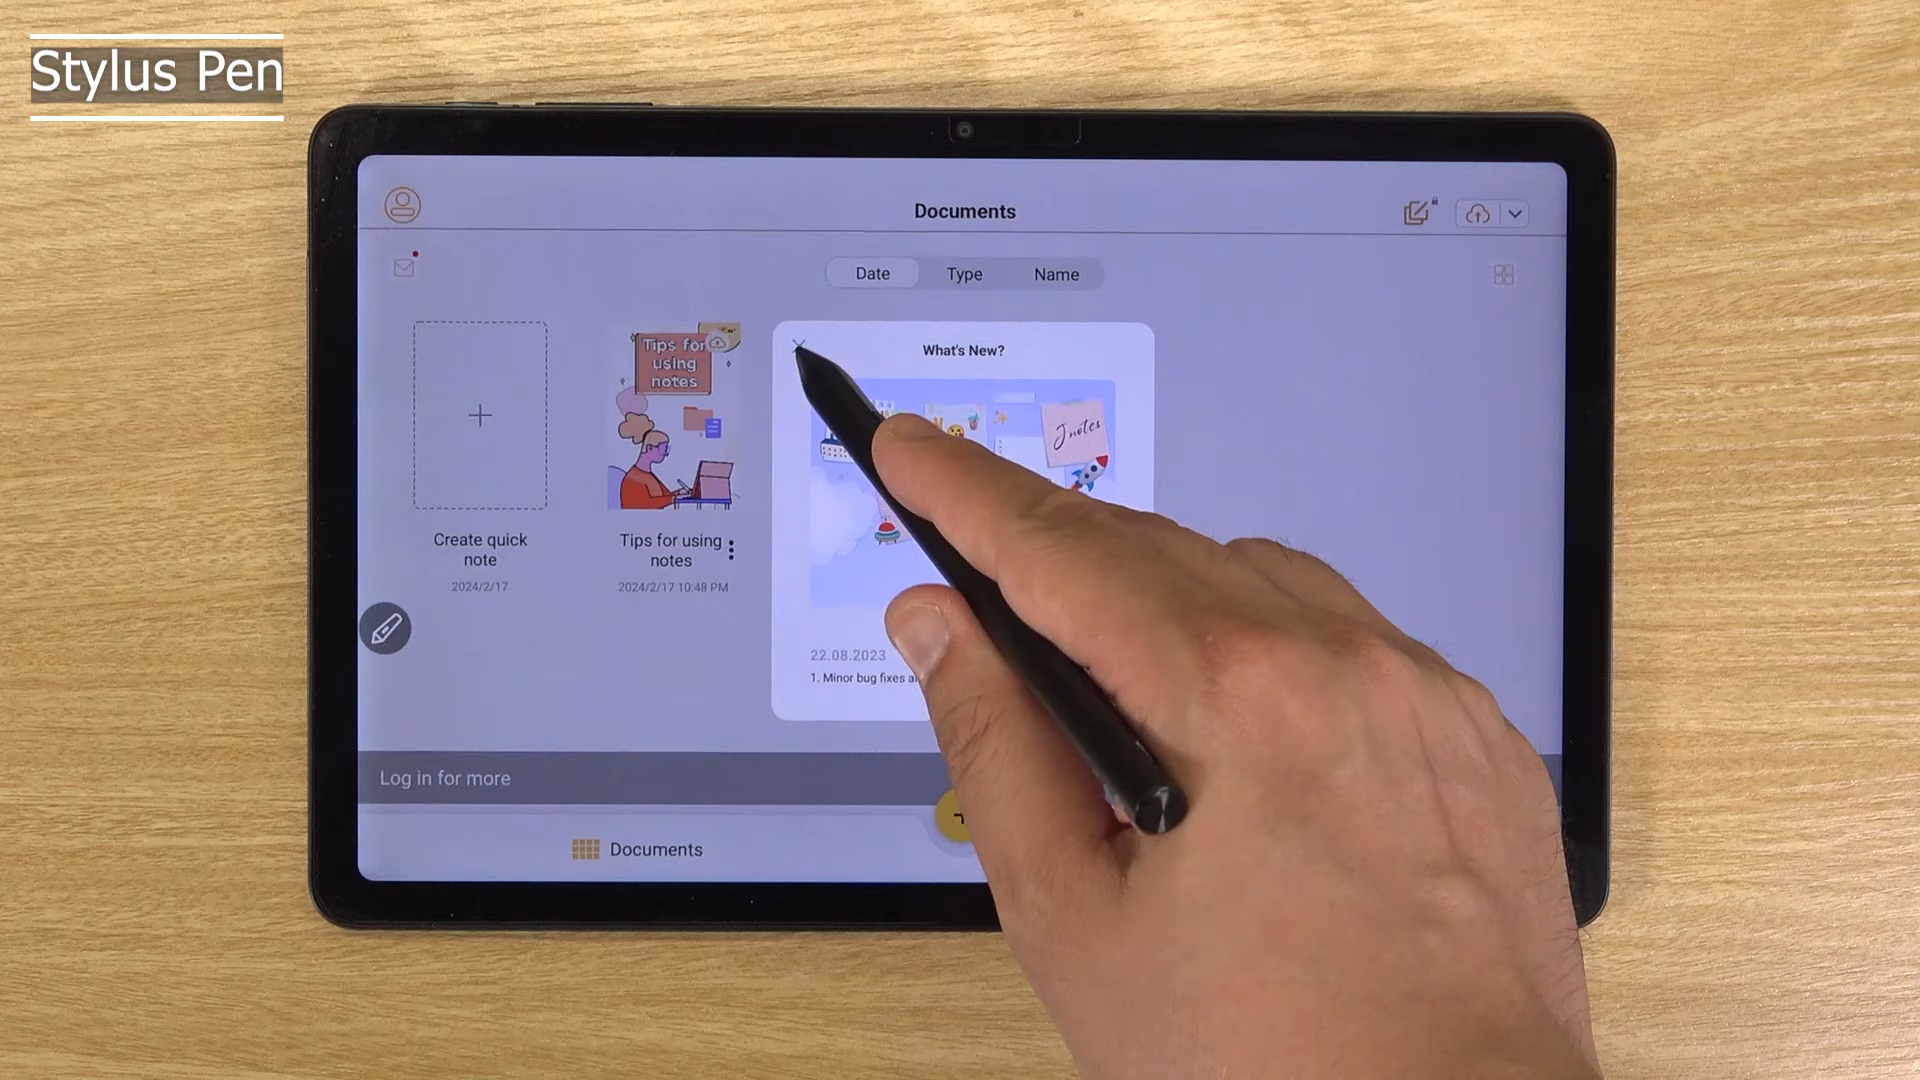 Stylus Pen
Documents
Date Type Name
What's New?
Tips for
using
notes
Jnotes
Create quick
note
2024/2/17
Tips for using
notes
2024/2/17 10:48 PM
22.08.2023
1. Minor bug fixes
Log in for more
Documents